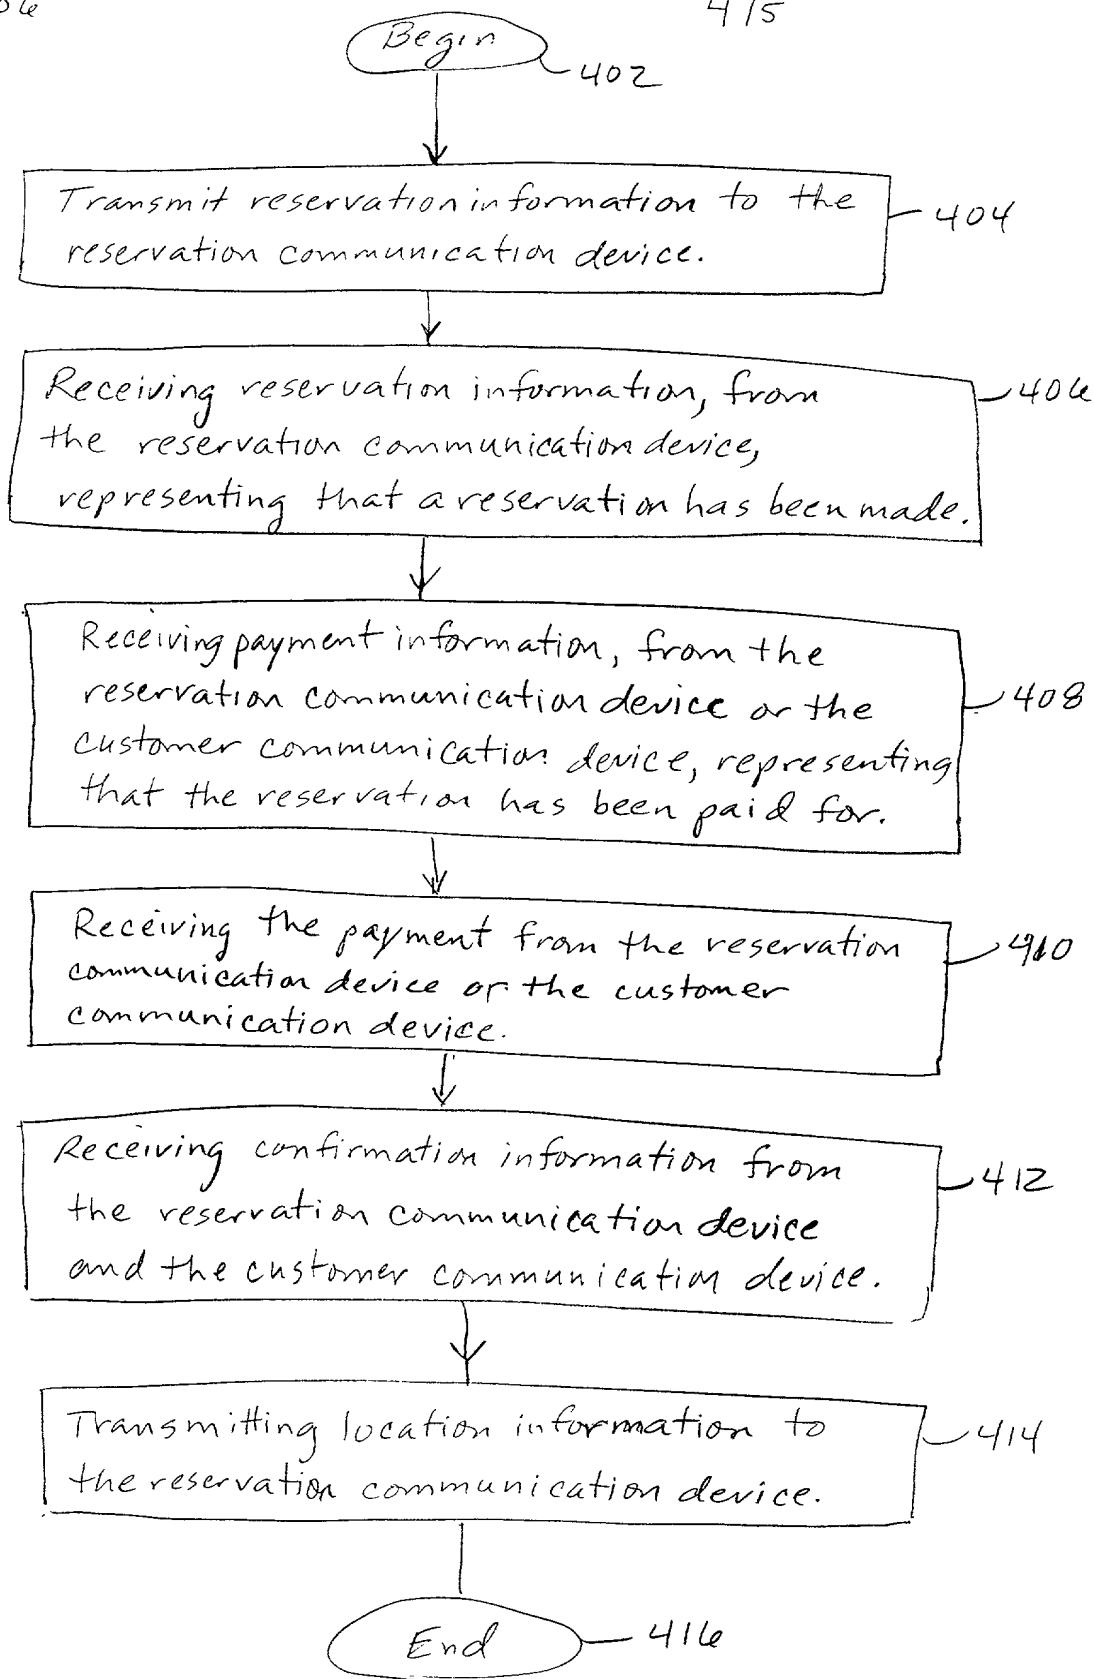 415
Begin
402
Transmit reservation information to the
reservation communication device.
404
Receiving reservation information, from
the reservation communication device,
representing that a reservation has been made.
406
Receiving payment information, from the
reservation communication device or the
customer communication device, representing
that the reservation has been paid for.
408
Receiving the payment from the reservation
communication device or the customer
communication device.
410
Receiving confirmation information from
the reservation communication device
and the customer communication device.
412
Transmitting location information to
the reservation communication device.
414
End
416